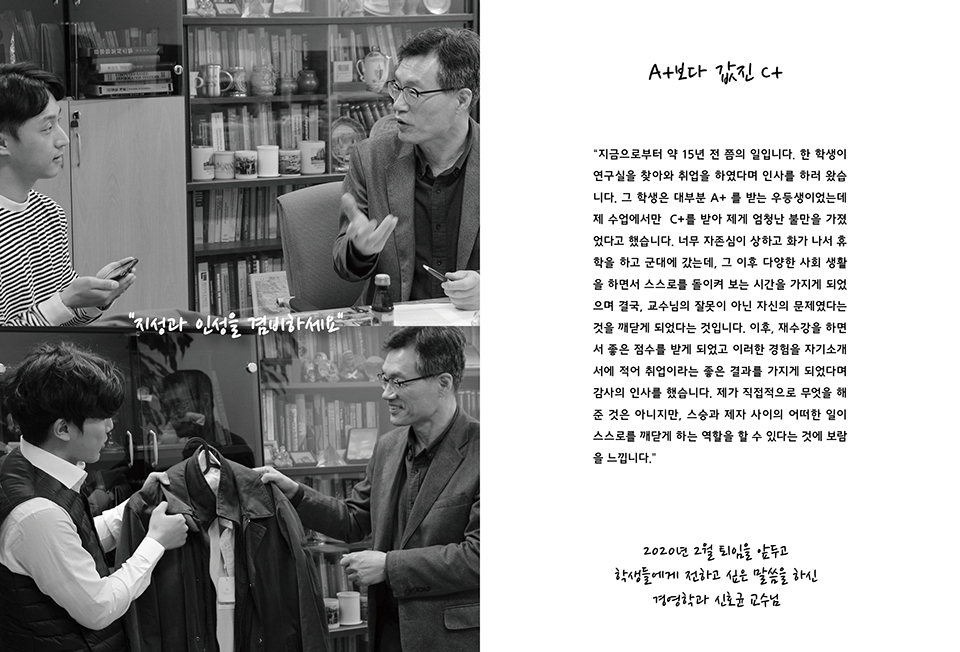 "지성과 인성을 겸비하세요"
A+보다 값진 C+
"지금으로부터 약 15년 전 쯤의 일입니다. 한 학생이
연구실을 찾아와 취업을 하였다며 인사를 하러 왔습
니다. 그 학생은 대부분 A+ 를 받는 우등생이었는데
제 수업에서만 C+를 받아 제게 엄청난 불만을 가졌
었다고 했습니다. 너무 자존심이 상하고 화가 나서 휴
학을 하고 군대에 갔는데, 그 이후 다양한 사회 생활
을 하면서 스스로를 돌이켜 보는 시간을 가지게 되었
으며 결국, 교수님의 잘못이 아닌 자신의 문제였다는
것을 깨닫게 되었다는 것입니다. 이후, 재수강을 하면
서 좋은 점수를 받게 되었고 이러한 경험을 자기소개
서에 적어 취업이라는 좋은 결과를 가지게 되었다며
감사의 인사를 했습니다. 제가 직접적으로 무엇을 해
준 것은 아니지만, 스승과 제자 사이의 어떠한 일이
스스로를 깨닫게 하는 역할을 할 수 있다는 것에 보람
을 느낍니다."
2020년 2월 퇴임을 앞두고
학생들에게 전하고 싶은 말씀을 하신
경영학과 신호균 교수님